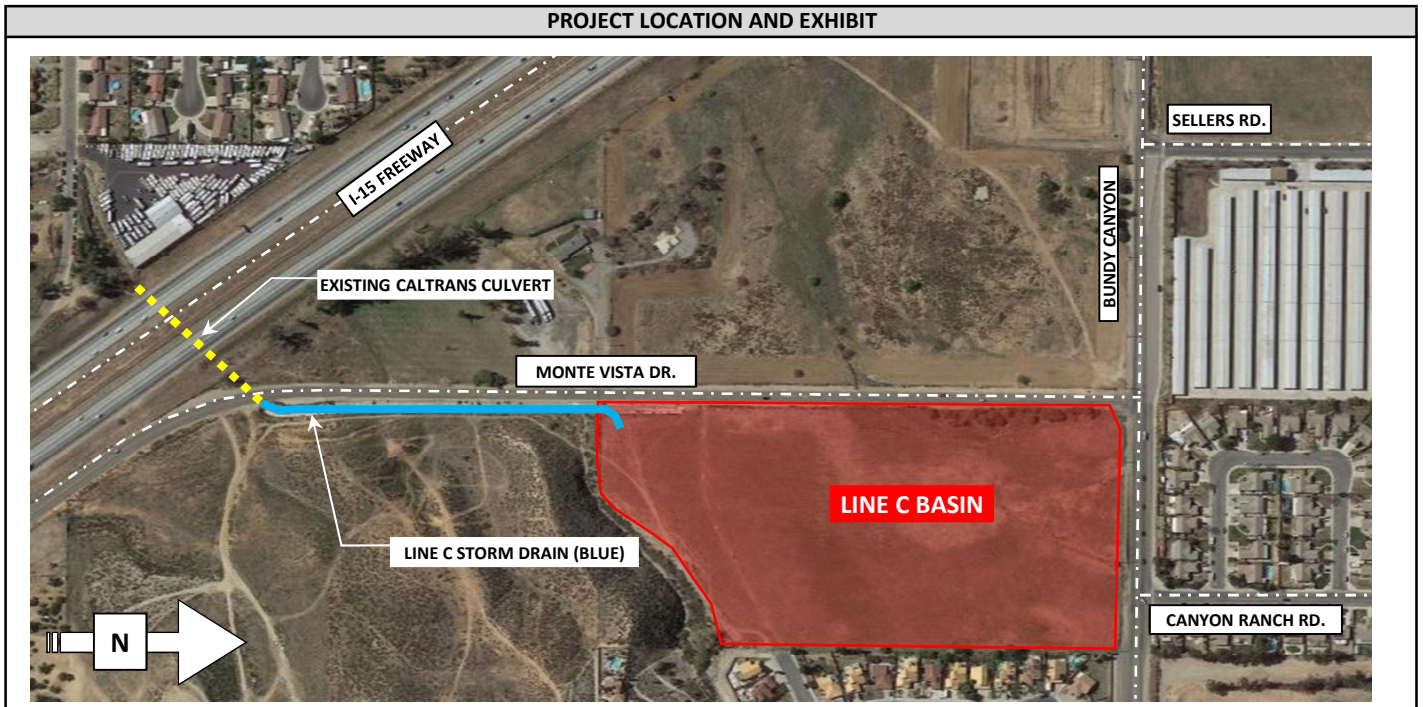 PROJECT LOCATION AND EXHIBIT
SELLERS RD.
I-15 FREEWAY
BUNDY CANYON
EXISTING CALTRANS CULVERT
MONTE VISTA DR.
LINE C BASIN
LINE C STORM DRAIN (BLUE)
CANYON RANCH RD.
N